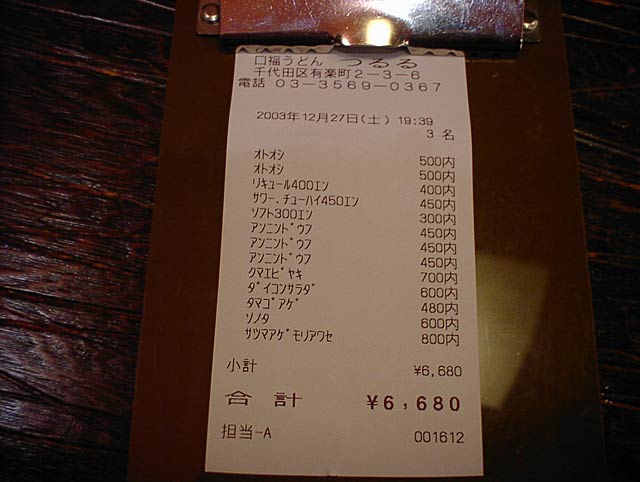 口福うどん つるる
千代田区有楽町2-3-6
電話 03-3569-0367
2003年12月27日(土) 19:39
3 名
オトオシ 500内
オトオシ 500内
リキュール400エン 400内
サワー.チューハイ450エン 450内
ソフト300エン 300内
アンニンドウフ 450内
アンニンドウフ 450内
アンニンドウフ 450内
クマエビヤキ 700内
ダイコンサラダ 600内
タマゴアゲ 480内
ソノタ 600内
サツマアゲモリアワセ 800内
小計 ¥6,680
合計 ¥6,680
担当-A 001612